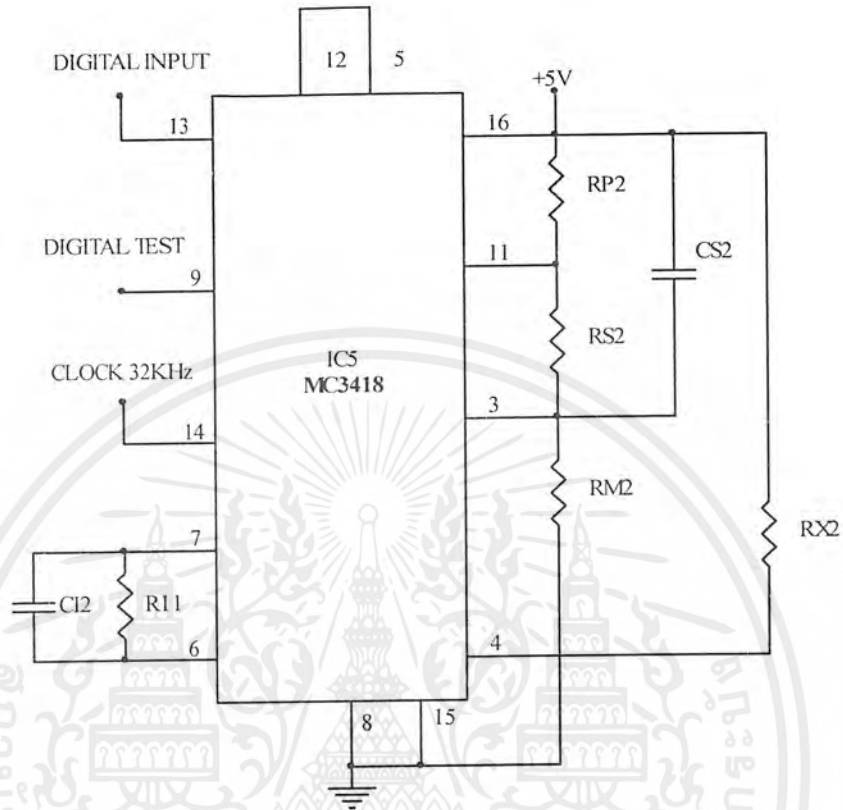 DIGITAL INPUT
12
5
+5V
13
16
RP2
DIGITAL TEST
11
CS2
9
RS2
CLOCK 32KHz
IC5
MC3418
3
14
RM2
RX2
7
CI2
R11
6
4
8
15